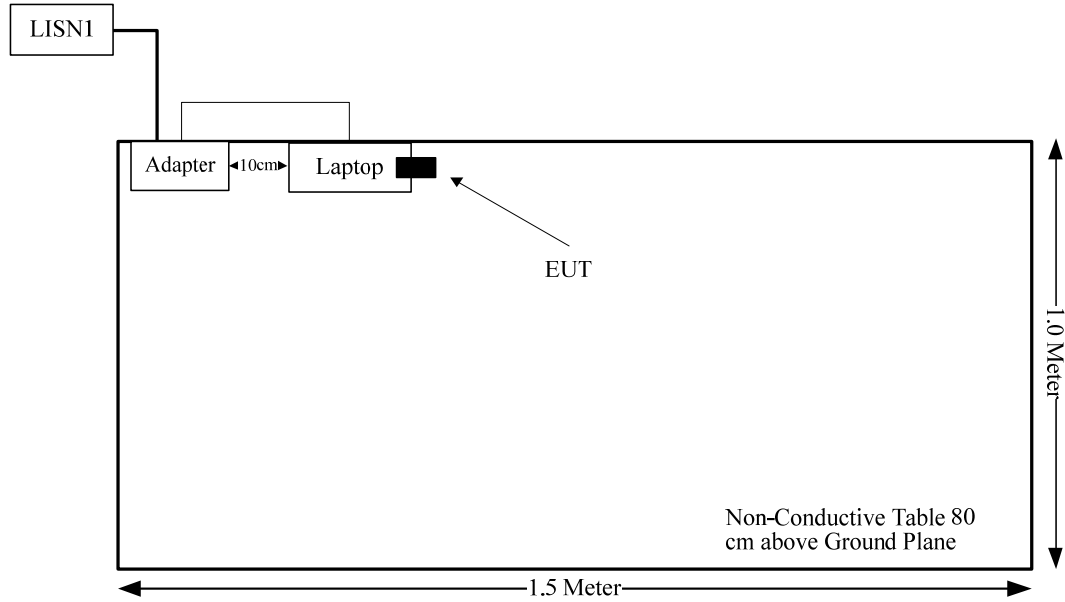 LISN1
Adapter
10cm
Laptop
EUT
1.0 Meter
Non-Conductive Table 80
cm above Ground Plane
1.5 Meter